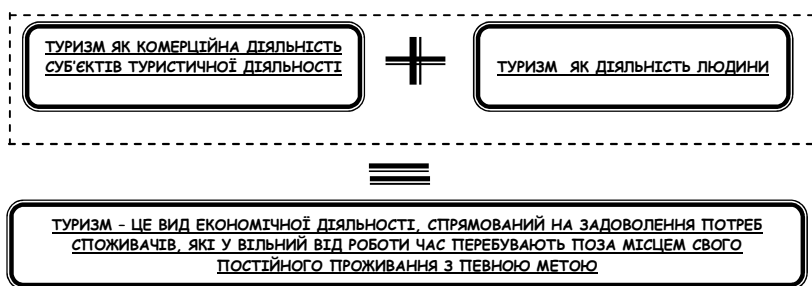 ТУРИЗМ ЯК КОМЕРЦІЙНА ДІЯЛЬНІСТЬ
СУБ'ЄКТІВ ТУРИСТИЧНОЇ ДІЯЛЬНОСТІ
ТУРИЗМ ЯК ДІЯЛЬНІСТЬ ЛЮДИНИ
ТУРИЗМ – ЦЕ ВИД ЕКОНОМІЧНОЇ ДІЯЛЬНОСТІ, СПРЯМОВАНИЙ НА ЗАДОВОЛЕННЯ ПОТРЕБ
СПОЖИВАЧІВ, ЯКІ У ВІЛЬНИЙ ВІД РОБОТИ ЧАС ПЕРЕБУВАЮТЬ ПОЗА МІСЦЕМ СВОГО
ПОСТІЙНОГО ПРОЖИВАННЯ З ПЕВНОЮ МЕТОЮ